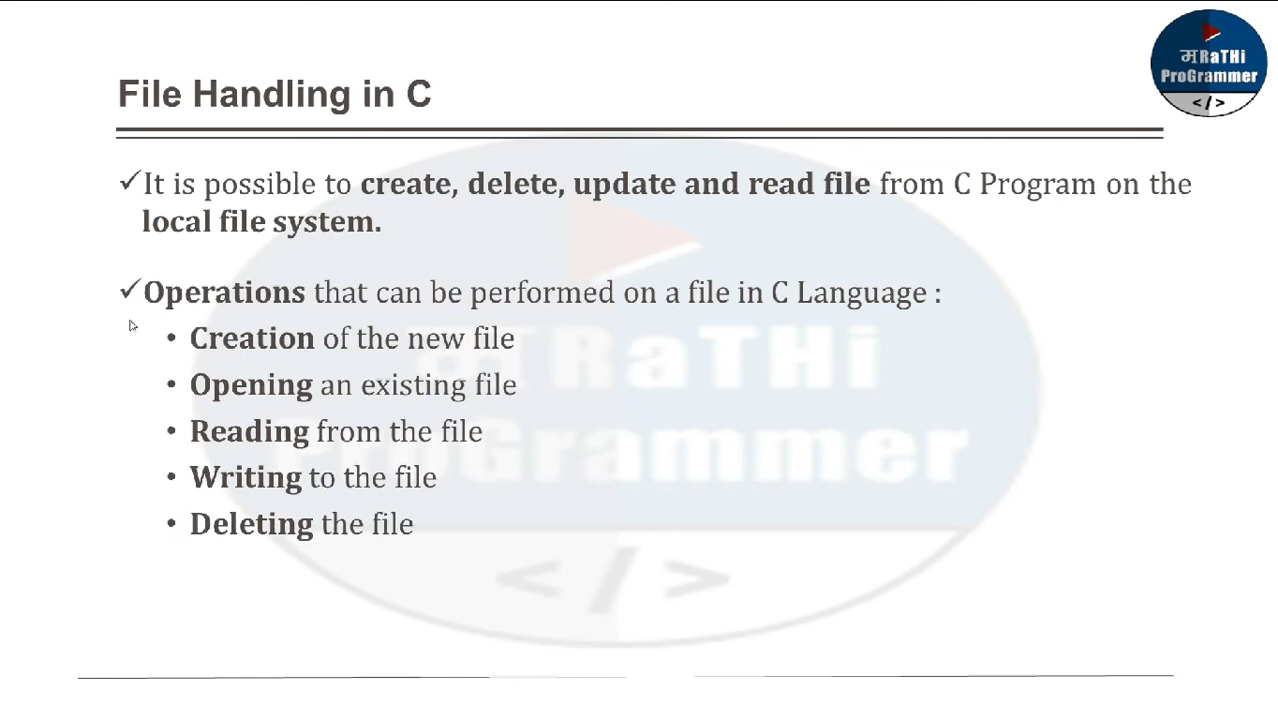 मRaTHi
ProGrammer
</>
File Handling in C
✓It is possible to create, delete, update and read file from C Program on the
local file system.
✓Operations that can be performed on a file in C Language :
• Creation of the new file
• Opening an existing file
• Reading from the file
• Writing to the file
• Deleting the file
मRaTHi
ProGrammer
</>